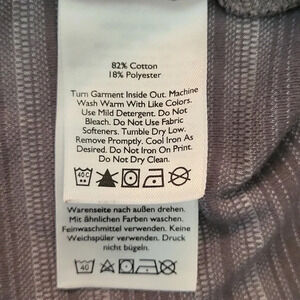 82% Cotton
18% Polyester
Turn Garment Inside Out. Machine
Wash Warm With Like Colors.
Use Mild Detergent. Do Not
Bleach. Do Not Use Fabric
Softeners. Tumble Dry Low.
Remove Promptly. Cool Iron As
Desired. Do Not Iron On Print.
Do Not Dry Clean.
40C
Warenseite nach außen drehen.
Mit ähnlichen Farben waschen.
Feinwaschmittel verwenden. Keine
Weichspüler verwenden. Druck
nicht bügeln.
40